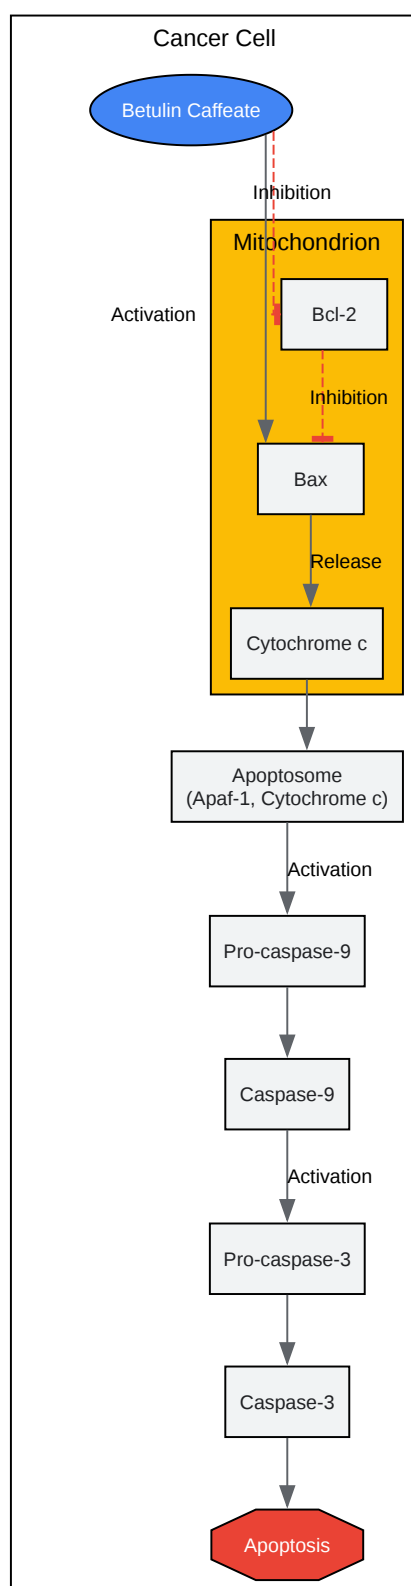 Cancer Cell
Betulin Caffeate
Inhibition
Mitochondrion
Activation
Bcl-2
Inhibition
Bax
Release
Cytochrome c
Apoptosome
(Apaf-1, Cytochrome c)
Activation
Pro-caspase-9
Caspase-9
Activation
Pro-caspase-3
Caspase-3
Apoptosis